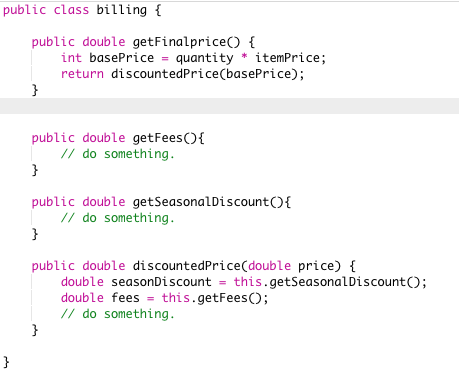 public class billing {
public double getFinalprice() {
int basePrice = quantity * itemPrice;
return discountedPrice(basePrice);
}
public double getFees(){
// do something.
}
public double getSeasonalDiscount(){
// do something.
}
public double discountedPrice(double price) {
double seasonDiscount = this.getSeasonalDiscount();
double fees = this.getFees();
// do something.
}
}